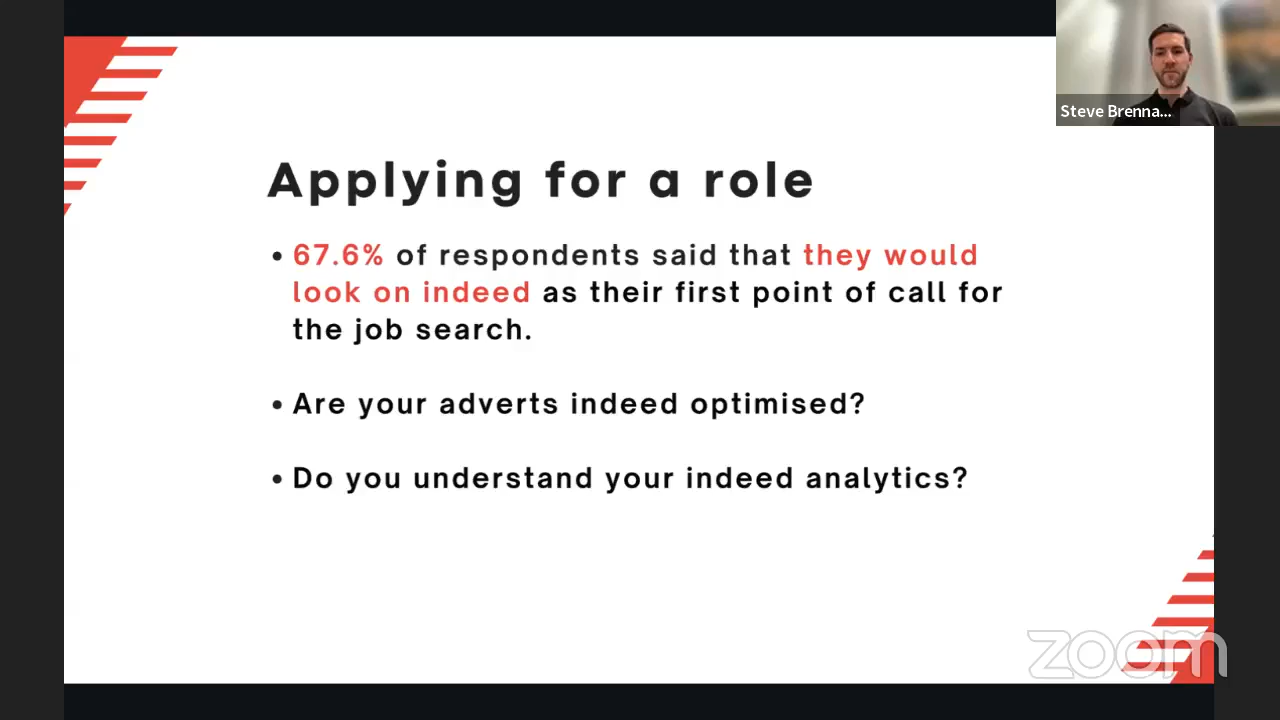 Steve Brenna...
Applying for a role
• 67.6% of respondents said that they would
look on indeed as their first point of call for
the job search.
• Are your adverts indeed optimised?
• Do you understand your indeed analytics?
zoom